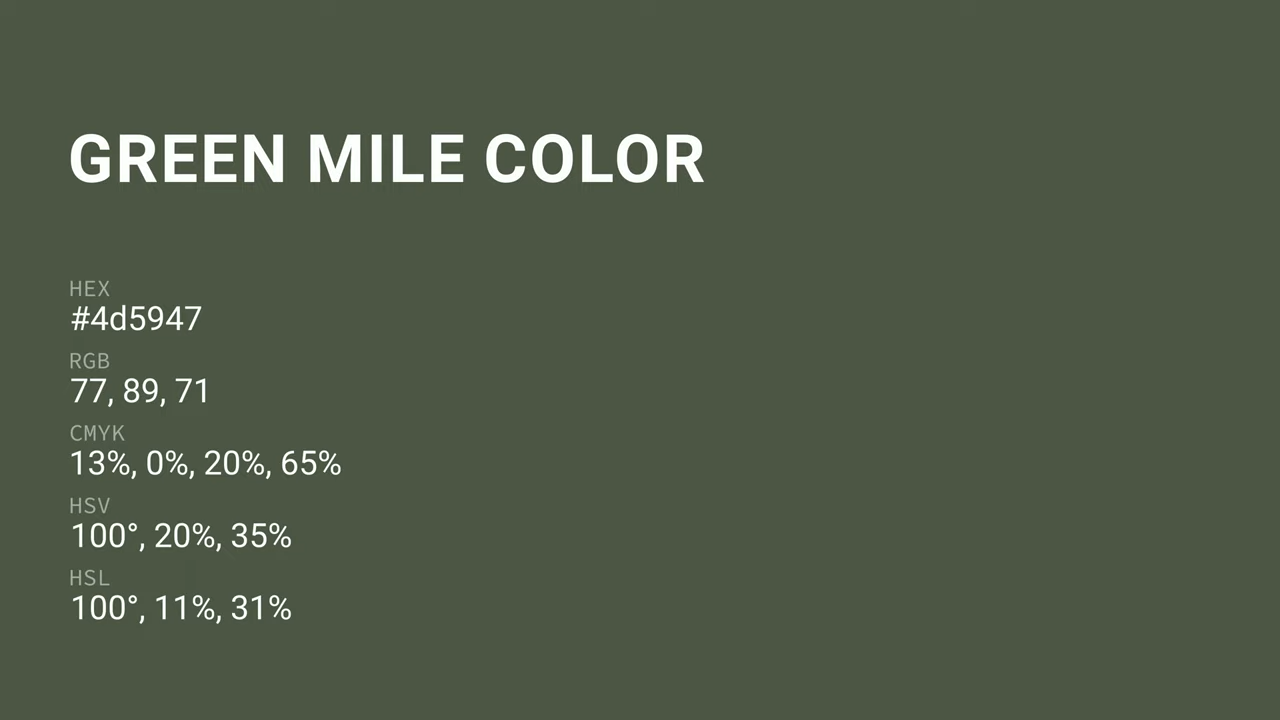 GREEN MILE COLOR
HEX
#4d5947
RGB
77, 89, 71
CMYK
13%, 0%, 20%, 65%
HSV
100°, 20%, 35%
HSL
100°, 11%, 31%